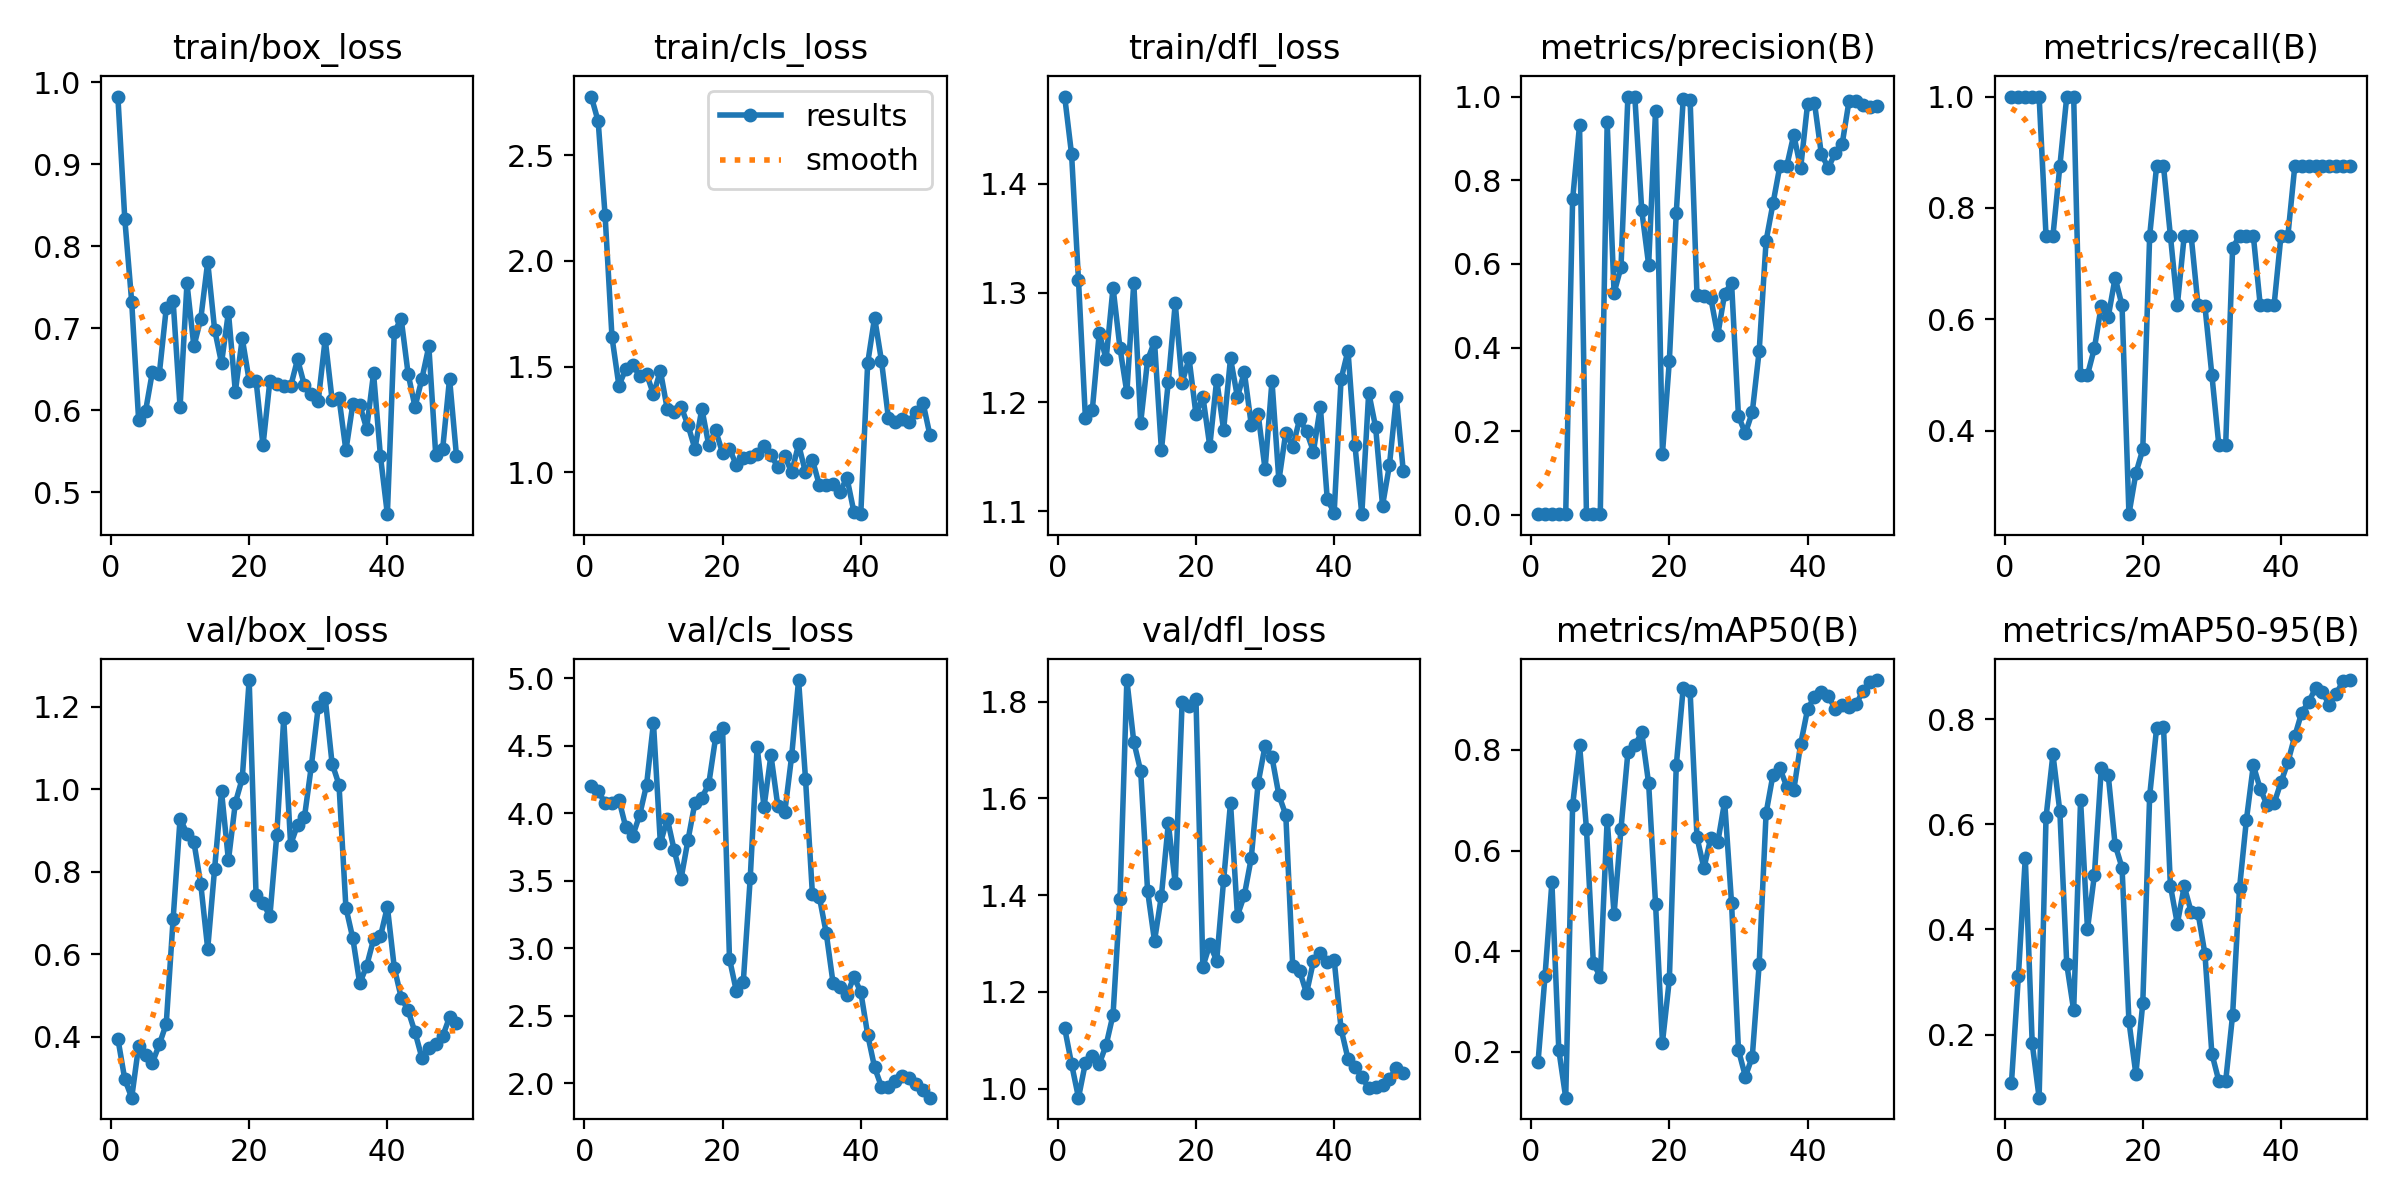 train/box_loss
1.0
0.9
0.8
0.7
0.6
0.5
0 20 40
train/cls_loss
results
smooth
2.5
2.0
1.5
1.0
0 20 40
train/dfl_loss
1.4
1.3
1.2
1.1
0 20 40
metrics/precision(B)
1.0
0.8
0.6
0.4
0.2
0.0
0 20 40
metrics/recall(B)
1.0
0.8
0.6
0.4
0 20 40
val/box_loss
1.2
1.0
0.8
0.6
0.4
0 20 40
val/cls_loss
5.0
4.5
4.0
3.5
3.0
2.5
2.0
0 20 40
val/dfl_loss
1.8
1.6
1.4
1.2
1.0
0 20 40
metrics/mAP50(B)
0.8
0.6
0.4
0.2
0 20 40
metrics/mAP50-95(B)
0.8
0.6
0.4
0.2
0 20 40